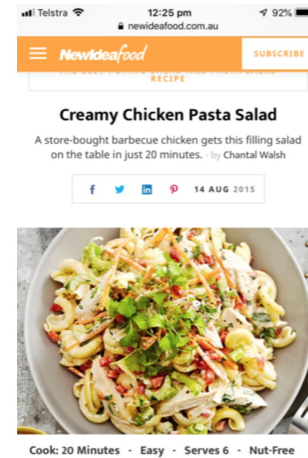 Telstra 12:25 pm 92%
newideafood.com.au
NewIdeafood SUBSCRIBE
RECIPE
Creamy Chicken Pasta Salad
A store-bought barbecue chicken gets this filling salad
on the table in just 20 minutes. - by Chantal Walsh
14 AUG 2015
Cook: 20 Minutes - Easy - Serves 6 - Nut-Free